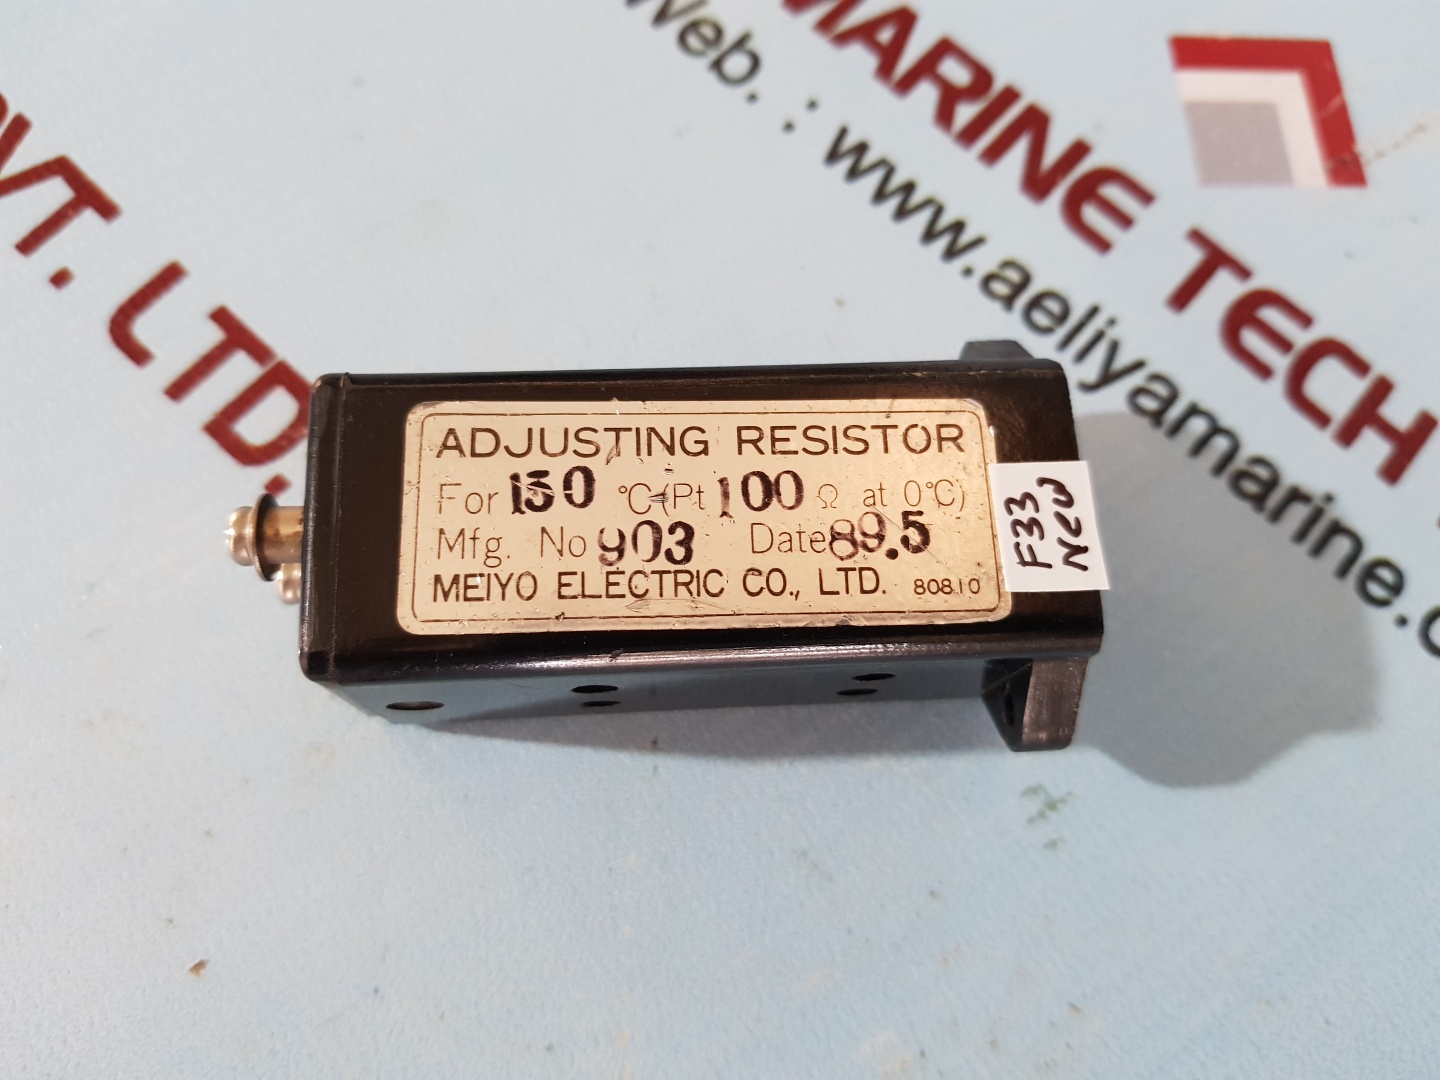 MARINE TECH
web. : www.aeliyamarine.c
PVT. LTD.
ADJUSTING RESISTOR
For 150 °C (Pt 100 Ω at 0°C)
Mfg. No 903 Date 89.5
MEIYO ELECTRIC CO., LTD. 80810
F33
New